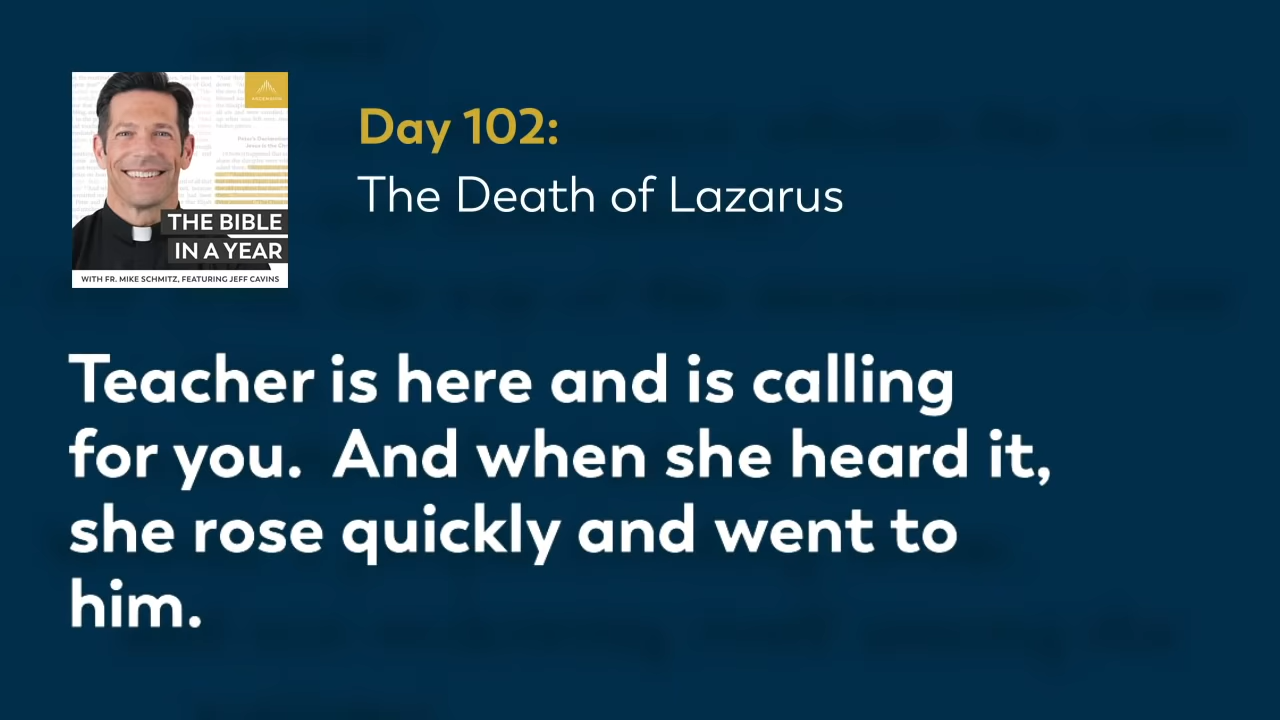 Day 102:
The Death of Lazarus
THE BIBLE
IN A YEAR
WITH FR. MIKE SCHMITZ, FEATURING JEFF CAVINS
Teacher is here and is calling
for you.  And when she heard it,
she rose quickly and went to
him.